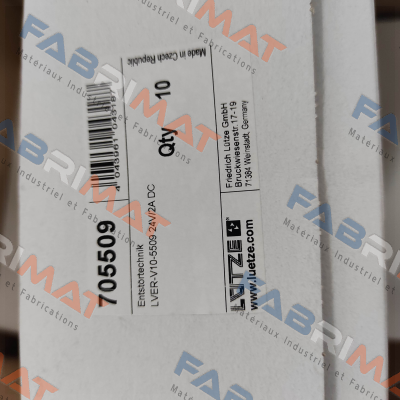 705509
Entstörtechnik
LVER-V10-5509 24V/2A DC
Qty 10
Made in Czech Republic
LÜTZE
www.luetze.com
Friedrich Lütze GmbH
Bruckwiesenstr. 17-19
71384 Weinstadt, Germany
FABRIMAT
Matériaux Industriel et Fabrications